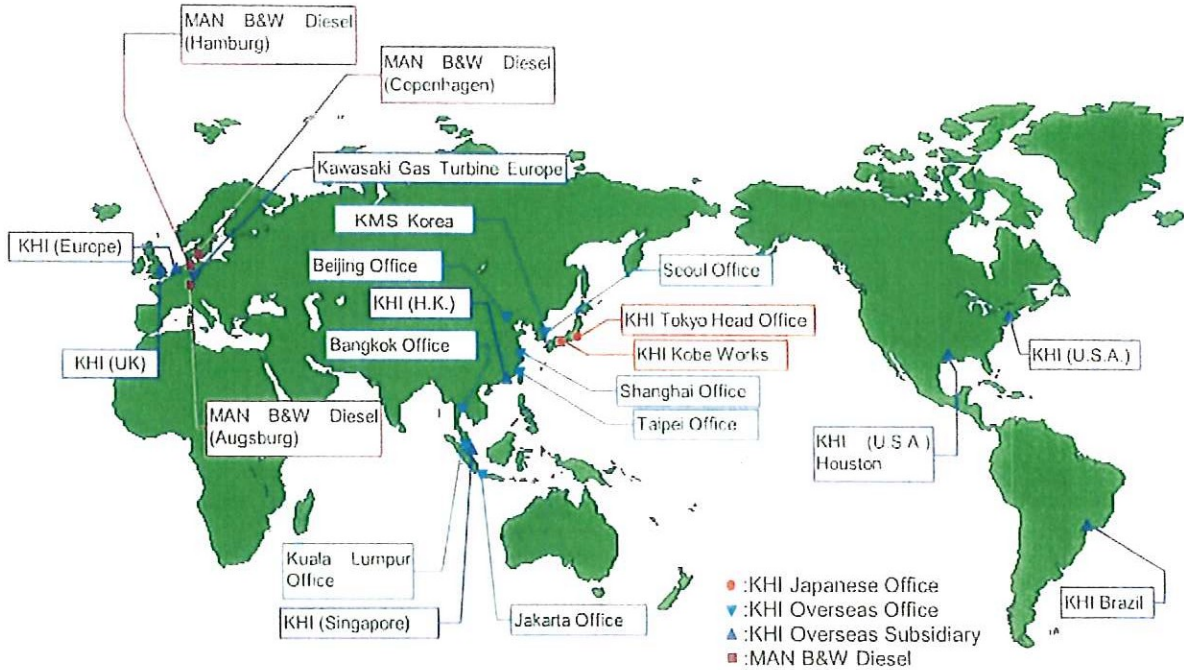 MAN B&W Diesel
(Hamburg)
MAN B&W Diesel
(Copenhagen)
Kawasaki Gas Turbine Europe
KMS Korea
KHI (Europe)
Beijing Office
Seoul Office
KHI (H.K.)
KHI Tokyo Head Office
Bangkok Office
KHI Kobe Works
KHI (UK)
KHI (U.S.A.)
Shanghai Office
MAN B&W Diesel
(Augsburg)
Taipei Office
KHI (U S A )
Houston
Kuala Lumpur
Office
KHI (Singapore)
Jakarta Office
KHI Brazil
:KHI Japanese Office
:KHI Overseas Office
:KHI Overseas Subsidiary
:MAN B&W Diesel